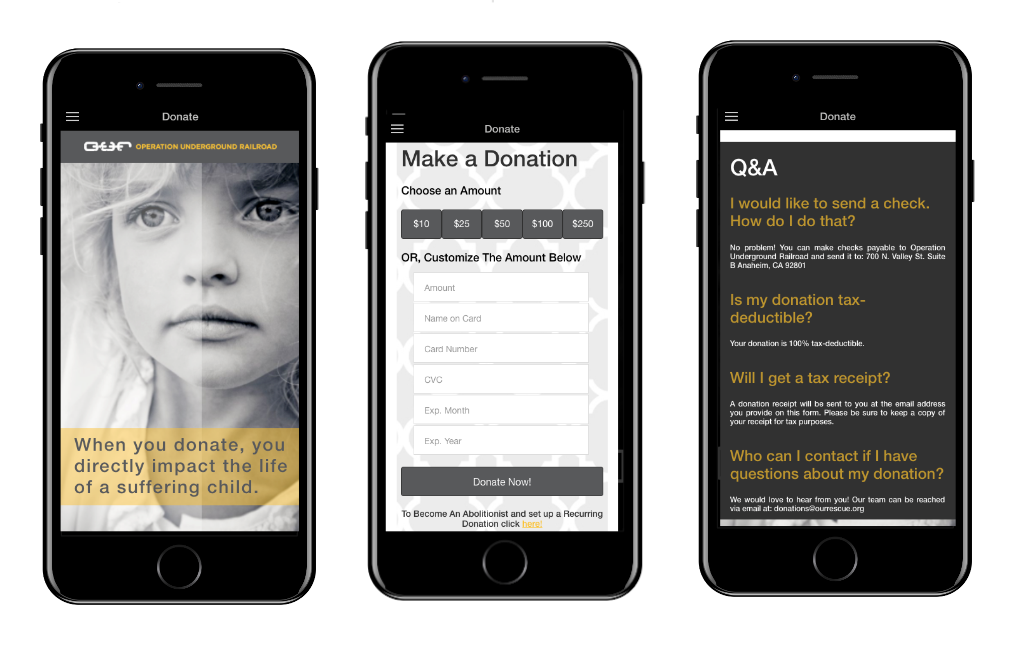 Donate
OUR OPERATION UNDERGROUND RAILROAD
When you donate, you
directly impact the life
of a suffering child.
Donate
Make a Donation
Choose an Amount
$10 $25 $50 $100 $250
OR, Customize The Amount Below
Amount
Name on Card
Card Number
CVC
Exp. Month
Exp. Year
Donate Now!
To Become An Abolitionist and set up a Recurring
Donation click here!
Donate
Q&A
I would like to send a check.
How do I do that?
No problem! You can make checks payable to Operation
Underground Railroad and send it to: 700 N. Valley St. Suite
B Anaheim, CA 92801
Is my donation tax-
deductible?
Your donation is 100% tax-deductible.
Will I get a tax receipt?
A donation receipt will be sent to you at the email address
you provide on this form. Please be sure to keep a copy of
your receipt for tax purposes.
Who can I contact if I have
questions about my donation?
We would love to hear from you! Our team can be reached
via email at: donations@ourrescue.org